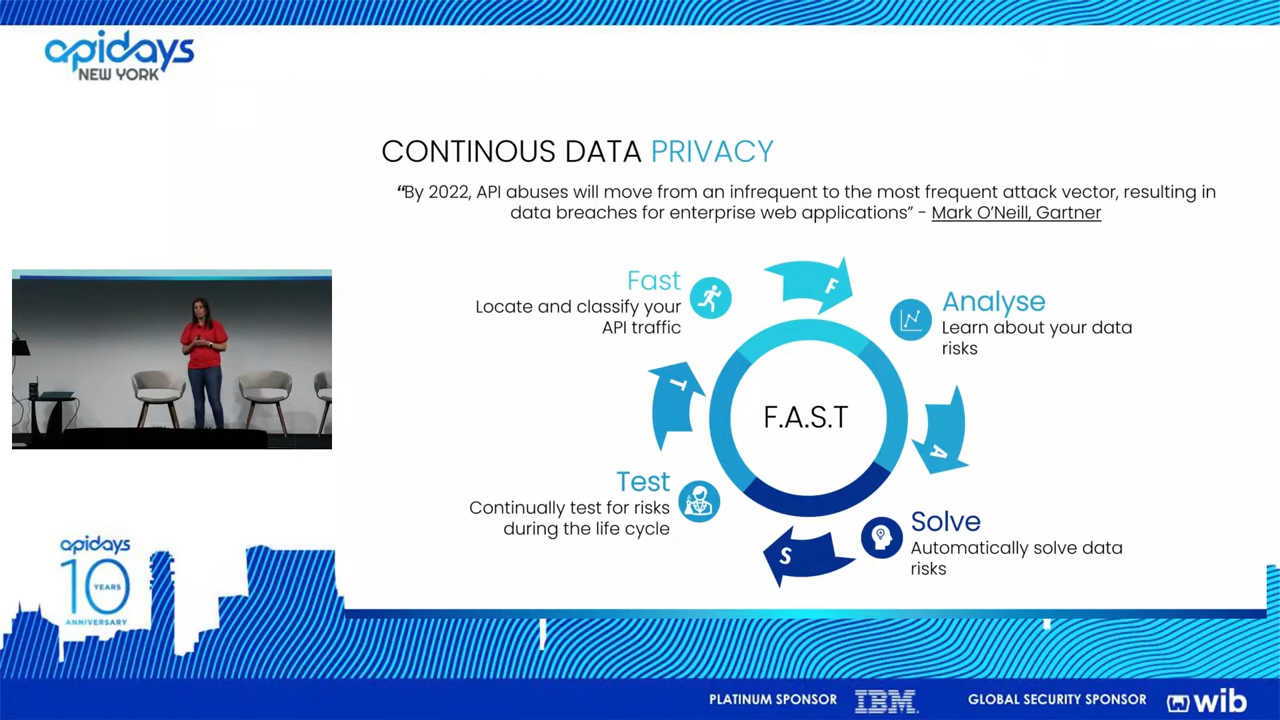 apidays
NEW YORK
CONTINOUS DATA PRIVACY
“By 2022, API abuses will move from an infrequent to the most frequent attack vector, resulting in
data breaches for enterprise web applications” - Mark O’Neill, Gartner
Fast
Locate and classify your
API traffic
F
Analyse
Learn about your data
risks
T
F.A.S.T
A
Test
Continually test for risks
during the life cycle
S
Solve
Automatically solve data
risks
apidays
10
YEARS
ANNIVERSARY
PLATINUM SPONSOR IBM GLOBAL SECURITY SPONSOR wib